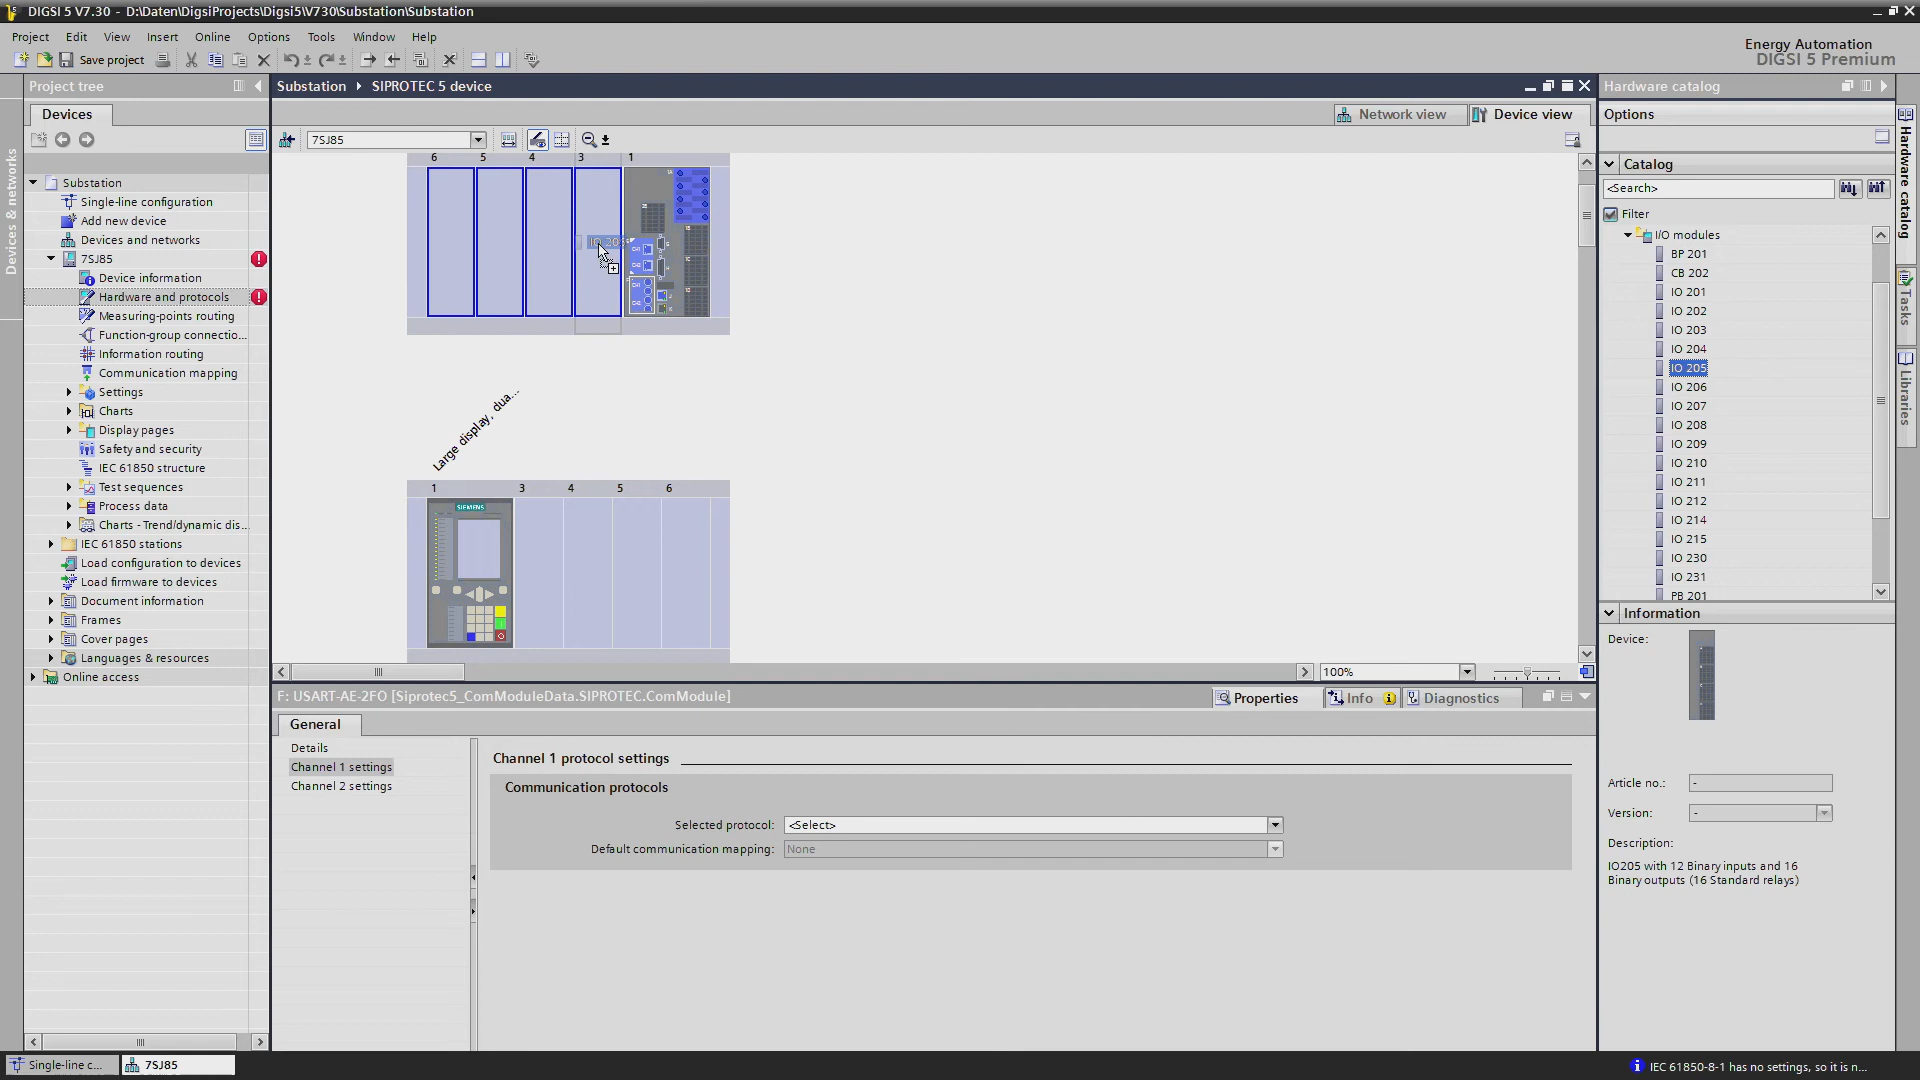 DIGSI 5 V7.30 - D:\Daten\DigsiProjects\Digsi5\V730\Substation\Substation
Project Edit View Insert Online Options Tools Window Help
Save project
Energy Automation
DIGSI 5 Premium
Project tree
Devices
Devices & networks
Substation
Single-line configuration
Add new device
Devices and networks
7SJ85
Device information
Hardware and protocols
Measuring-points routing
Function-group connectio...
Information routing
Communication mapping
Settings
Charts
Display pages
Safety and security
IEC 61850 structure
Test sequences
Process data
Charts - Trend/dynamic dis...
IEC 61850 stations
Load configuration to devices
Load firmware to devices
Document information
Frames
Cover pages
Languages & resources
Online access
Substation SIPROTEC 5 device
Network view Device view
7SJ85
6 5 4 3 1
Large display, dua...
1 3 4 5 6
SIEMENS
100%
F: USART-AE-2FO [Siprotec5_ComModuleData.SIPROTEC.ComModule]
Properties Info Diagnostics
General
Details
Channel 1 settings
Channel 2 settings
Channel 1 protocol settings
Communication protocols
Selected protocol: <Select>
Default communication mapping: None
Hardware catalog
Options
Catalog
<Search>
Filter
I/O modules
BP 201
CB 202
IO 201
IO 202
IO 203
IO 204
IO 205
IO 206
IO 207
IO 208
IO 209
IO 210
IO 211
IO 212
IO 214
IO 215
IO 230
IO 231
PB 201
Information
Device:
Article no.: -
Version: -
Description:
IO205 with 12 Binary inputs and 16
Binary outputs (16 Standard relays)
Hardware catalog
Tasks
Libraries
Single-line c... 7SJ85
IEC 61850-8-1 has no settings, so it is n...